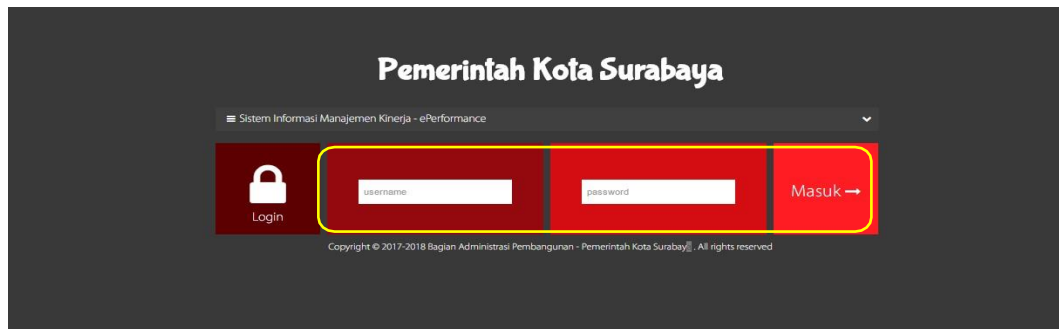 Pemerintah Kota Surabaya
Sistem Informasi Manajemen Kinerja - ePerformance
username
password
Masuk
Login
Copyright © 2017-2018 Bagian Administrasi Pembangunan - Pemerintah Kota . All rights reserved